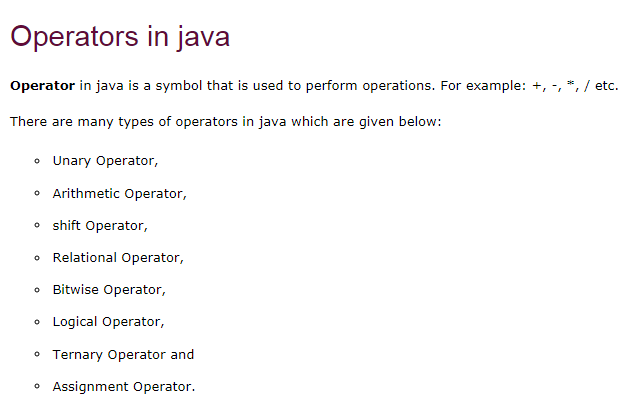 Operators in java
Operator in java is a symbol that is used to perform operations. For example: +, -, *, / etc.
There are many types of operators in java which are given below:
Unary Operator,
Arithmetic Operator,
shift Operator,
Relational Operator,
Bitwise Operator,
Logical Operator,
Ternary Operator and
Assignment Operator.